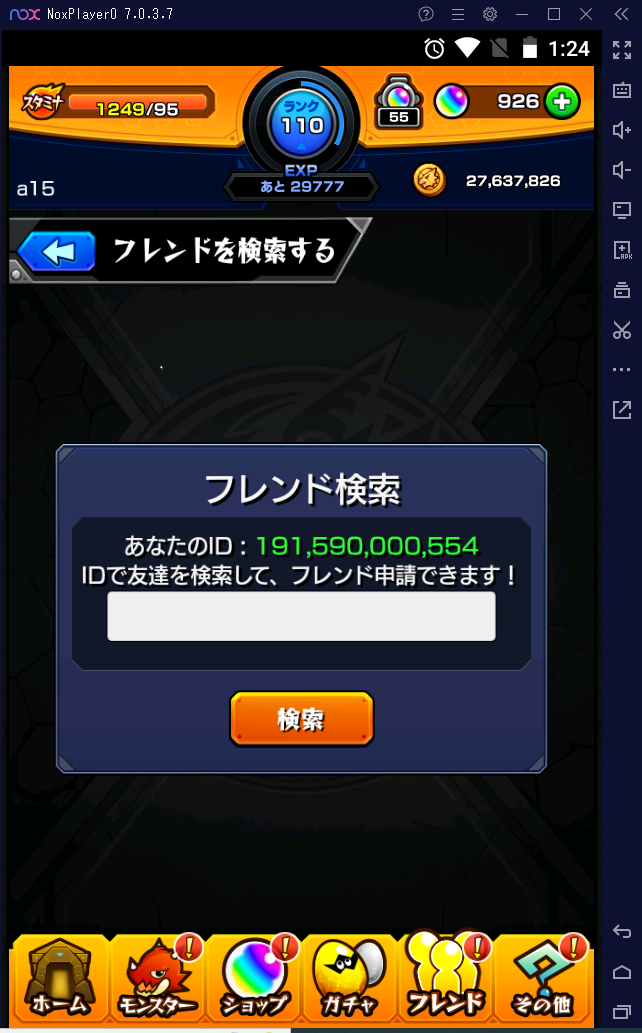 nox NoxPlayer0 7.0.3.7
1:24
スタミナ 1249/95
ランク
110
EXP
あと 29777
55
926
a15
27,637,826
フレンドを検索する
フレンド検索
あなたのID：191,590,000,554
IDで友達を検索して、フレンド申請できます！
検索
ホーム モンスター ショップ ガチャ フレンド その他
APK